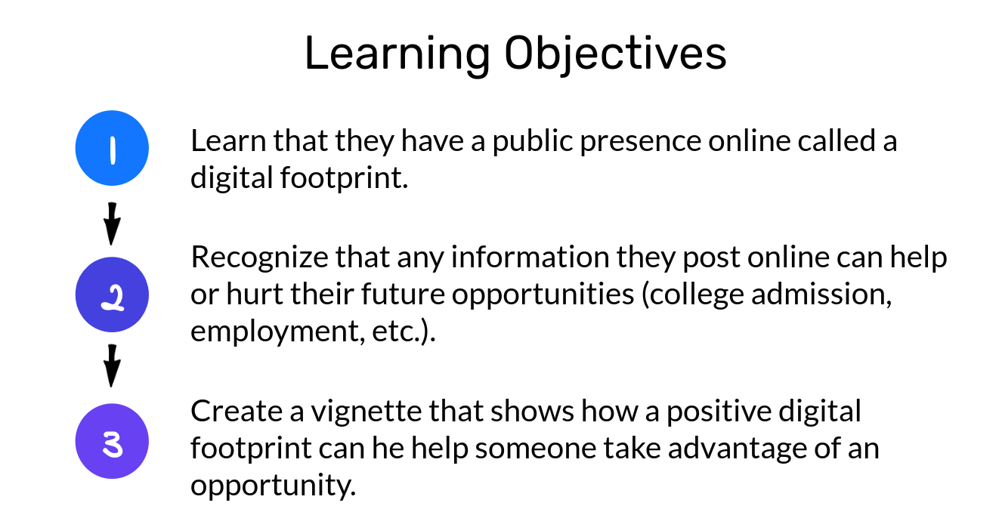 Learning Objectives
1
Learn that they have a public presence online called a
digital footprint.
2
Recognize that any information they post online can help
or hurt their future opportunities (college admission,
employment, etc.).
3
Create a vignette that shows how a positive digital
footprint can he help someone take advantage of an
opportunity.